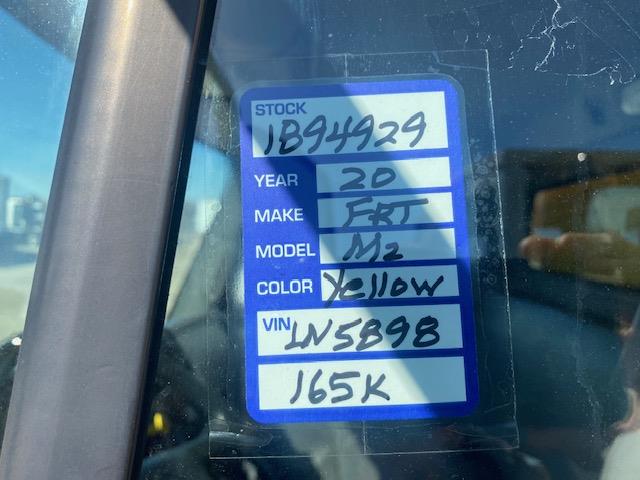 STOCK
1B94929
YEAR 20
MAKE FRT
MODEL M2
COLOR Yellow
VIN LN5898
165K